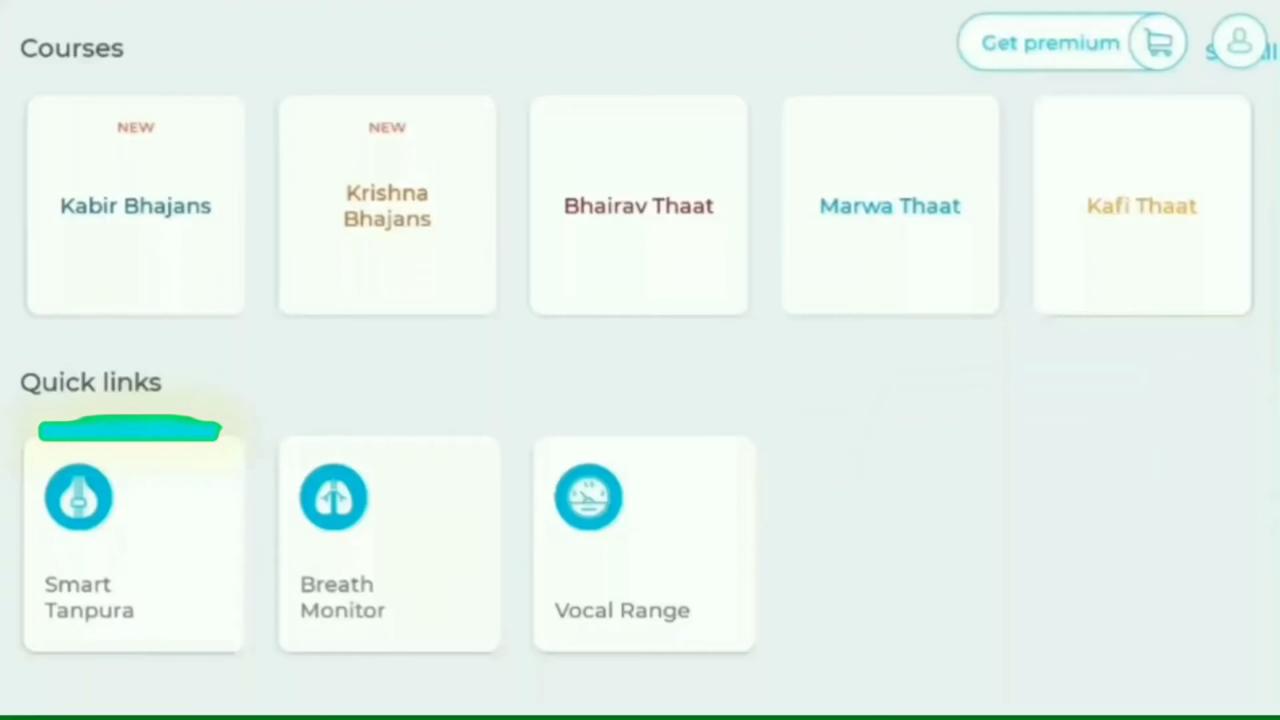 Courses
Get premium
NEW
NEW
Kabir Bhajans
Krishna
Bhajans
Bhairav Thaat
Marwa Thaat
Kafi Thaat
Quick links
Smart
Tanpura
Breath
Monitor
Vocal Range